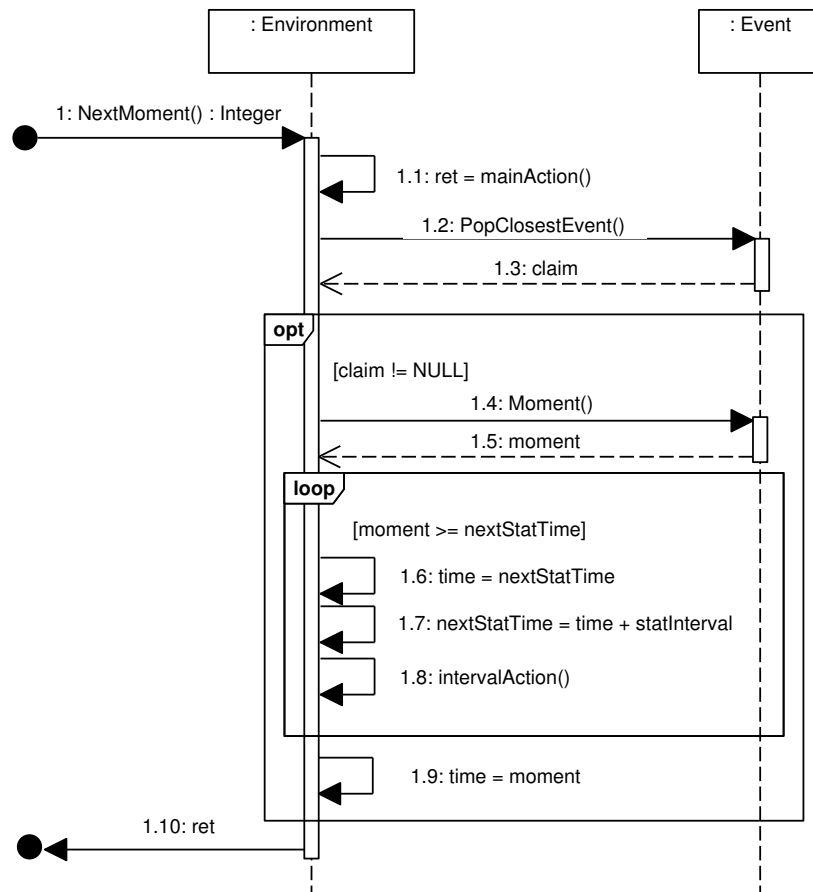 : Environment
: Event
1: NextMoment() : Integer
1.1: ret = mainAction()
1.2: PopClosestEvent()
1.3: claim
opt
[claim != NULL]
1.4: Moment()
1.5: moment
loop
[moment >= nextStatTime]
1.6: time = nextStatTime
1.7: nextStatTime = time + statInterval
1.8: intervalAction()
1.9: time = moment
1.10: ret